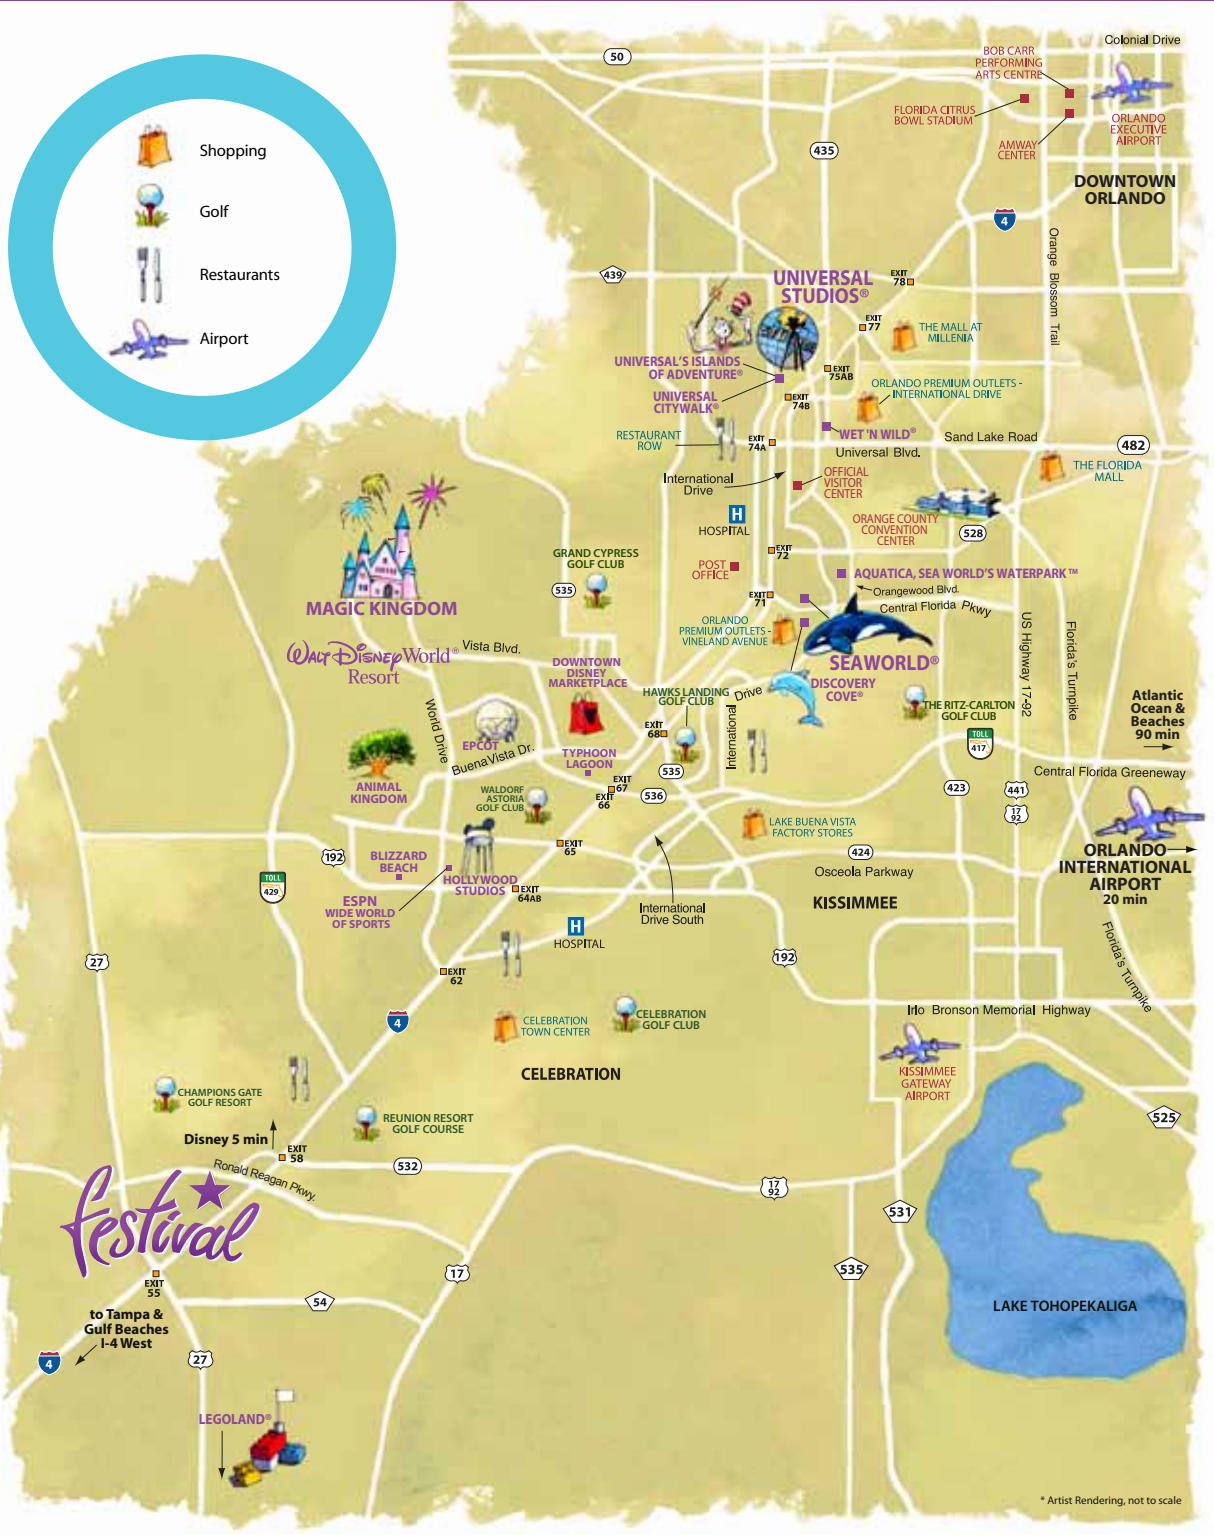 Shopping
Golf
Restaurants
Airport
Colonial Drive
50
BOB CARR
PERFORMING
ARTS CENTRE
FLORIDA CITRUS
BOWL STADIUM
AMWAY
CENTER
ORLANDO
EXECUTIVE
AIRPORT
435
DOWNTOWN
ORLANDO
4
Orange Blossom Trail
439
UNIVERSAL
STUDIOS®
EXIT
78
EXIT
77
THE MALL AT
MILLENIA
UNIVERSAL'S ISLANDS
OF ADVENTURE®
EXIT
75AB
UNIVERSAL
CITYWALK®
EXIT
74B
ORLANDO PREMIUM OUTLETS -
INTERNATIONAL DRIVE
RESTAURANT
ROW
EXIT
74A
WET 'N WILD®
Universal Blvd.
Sand Lake Road
482
THE FLORIDA
MALL
International
Drive
OFFICIAL
VISITOR
CENTER
H
HOSPITAL
ORANGE COUNTY
CONVENTION
CENTER
528
EXIT
72
GRAND CYPRESS
GOLF CLUB
535
POST
OFFICE
AQUATICA, SEA WORLD'S WATERPARK™
Orangewood Blvd.
Central Florida Pkwy
EXIT
71
MAGIC KINGDOM
WALT DISNEY World®
Resort
Vista Blvd.
ORLANDO
PREMIUM OUTLETS -
VINELAND AVENUE
SEAWORLD®
DISCOVERY
COVE®
US Highway 17-92
Florida's Turnpike
DOWNTOWN
DISNEY
MARKETPLACE
HAWKS LANDING
GOLF CLUB
International Drive
THE RITZ-CARLTON
GOLF CLUB
Atlantic
Ocean &
Beaches
90 min
World Drive
EPCOT
Buena Vista Dr.
TYPHOON
LAGOON
EXIT
68
TOLL
417
ANIMAL
KINGDOM
535
Central Florida Greeneway
WALDORF
ASTORIA
GOLF CLUB
EXIT
67
EXIT
66
536
423
441
17
92
LAKE BUENA VISTA
FACTORY STORES
192
BLIZZARD
BEACH
EXIT
65
424
Osceola Parkway
ORLANDO
INTERNATIONAL
AIRPORT
20 min
TOLL
429
HOLLYWOOD
STUDIOS
EXIT
64AB
ESPN
WIDE WORLD
OF SPORTS
International
Drive South
KISSIMMEE
H
HOSPITAL
192
27
EXIT
62
Florida's Turnpike
4
CELEBRATION
TOWN CENTER
CELEBRATION
GOLF CLUB
Irlo Bronson Memorial Highway
CELEBRATION
KISSIMMEE
GATEWAY
AIRPORT
CHAMPIONS GATE
GOLF RESORT
REUNION RESORT
GOLF COURSE
525
Disney 5 min
EXIT
58
532
Ronald Reagan Pkwy.
17
92
531
festival
535
17
EXIT
55
54
LAKE TOHOPEKALIGA
to Tampa &
Gulf Beaches
I-4 West
4
27
LEGOLAND®
* Artist Rendering, not to scale